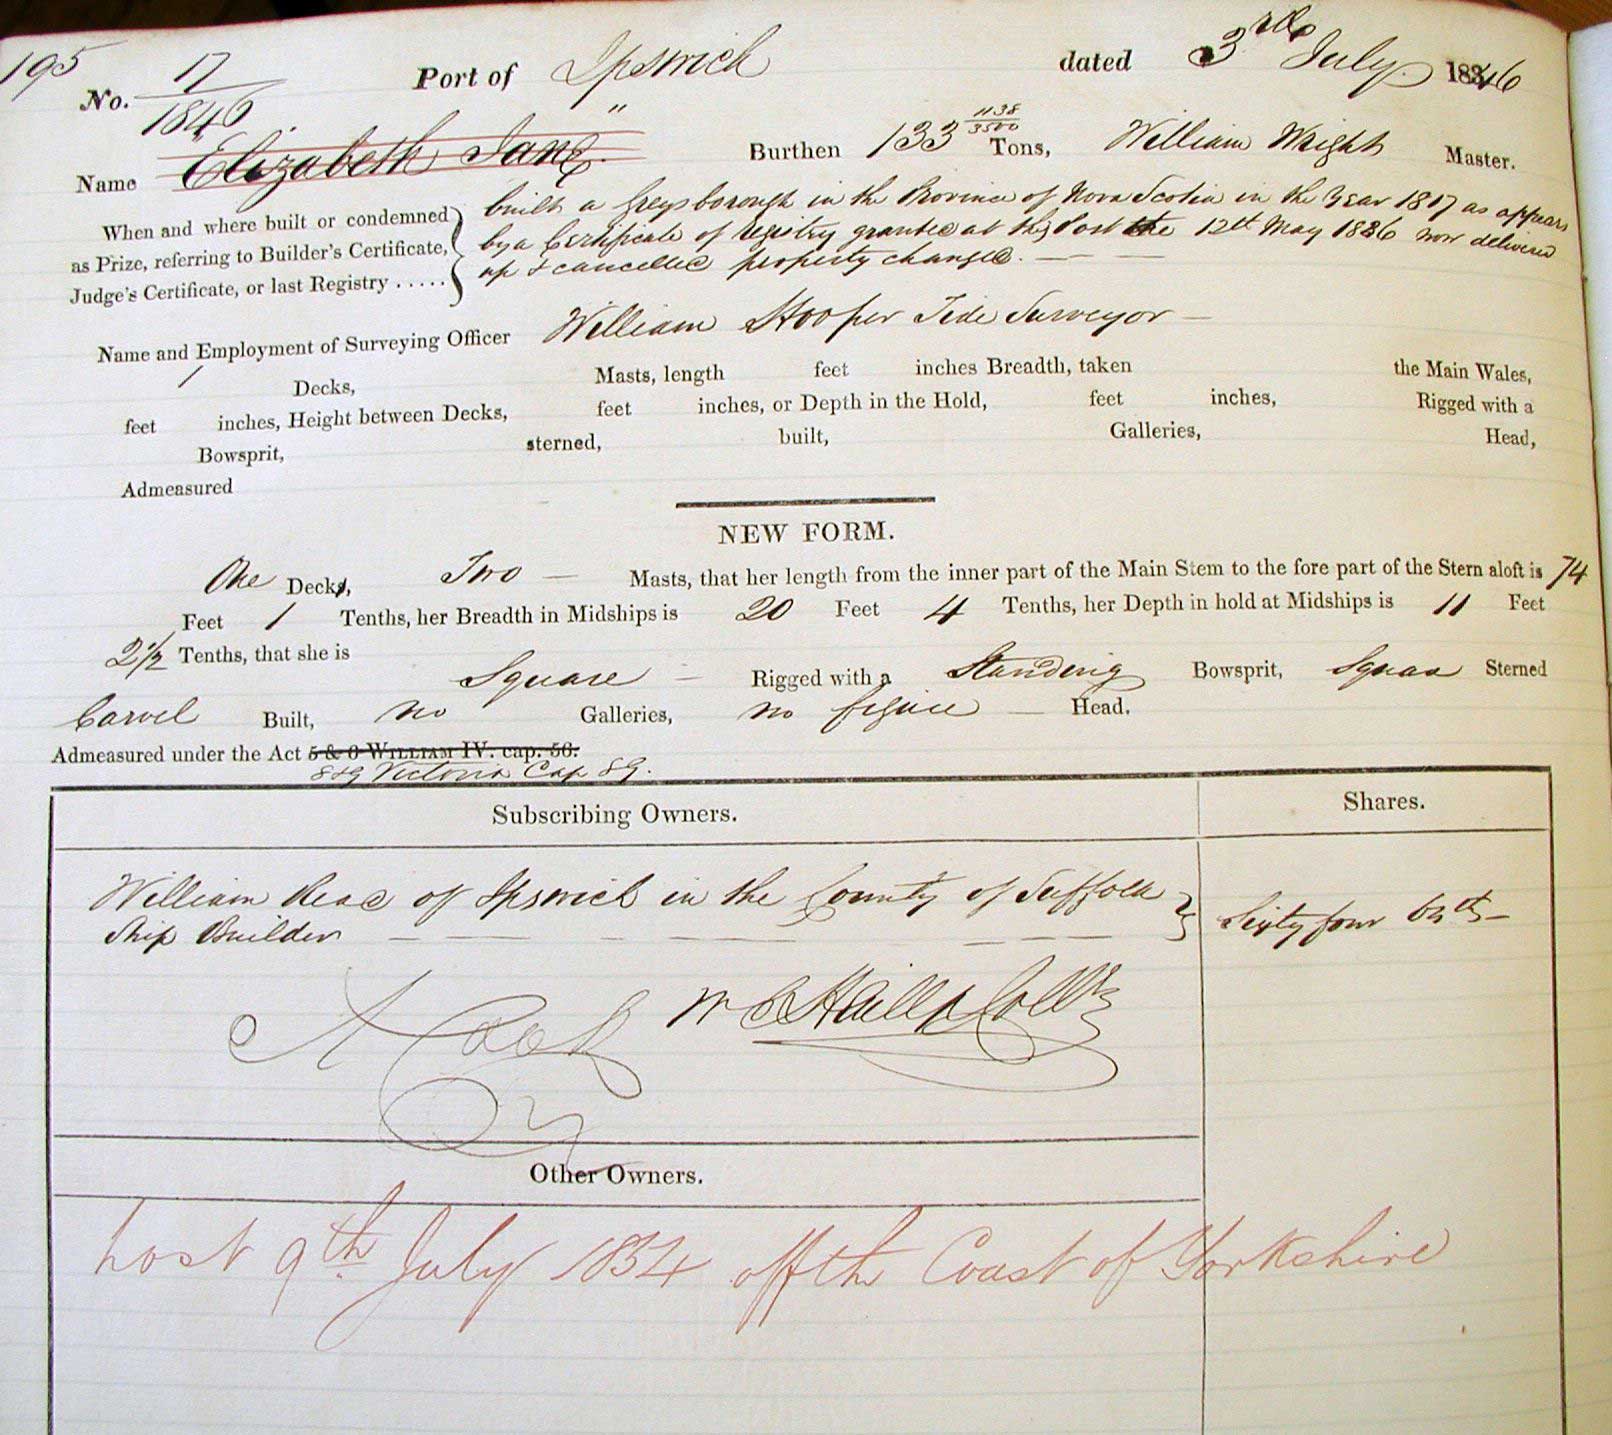 195
No. 17/1846 Port of Ipswich dated 3rd July 1846
Name "Elizabeth Jane" Burthen 133 1138/3500 Tons, William Wright Master.
When and where built or condemned
as Prize, referring to Builder's Certificate,
Judge's Certificate, or last Registry .....
built a Greysborough in the Province of Nova Scotia in the Year 1817 as appears
by a Certificate of registry granted at this Port the 12th May 1836 now delivered
up & cancelled property changed.
Name and Employment of Surveying Officer William Hooper Tide Surveyor
1 Decks, Masts, length feet inches Breadth, taken the Main Wales,
feet inches, Height between Decks, feet inches, or Depth in the Hold, feet inches, Rigged with a
Bowsprit, sterned, built, Galleries, Head,
Admeasured
NEW FORM.
One Deck, Two Masts, that her length from the inner part of the Main Stem to the fore part of the Stern aloft is 74
Feet 1 Tenths, her Breadth in Midships is 20 Feet 4 Tenths, her Depth in hold at Midships is 11 Feet
2½ Tenths, that she is Square Rigged with a Standing Bowsprit, Square Sterned
Carvel Built, no Galleries, no figure Head.
Admeasured under the Act 5 & 6 WILLIAM IV. cap. 56.
8 & 9 Victoria Cap 89.
Subscribing Owners. Shares.
William Read of Ipswich in the County of Suffolk
Ship Builder
Sixty four 64ths
Cook
Other Owners.
Lost 9th July 1854 off the Coast of Yorkshire